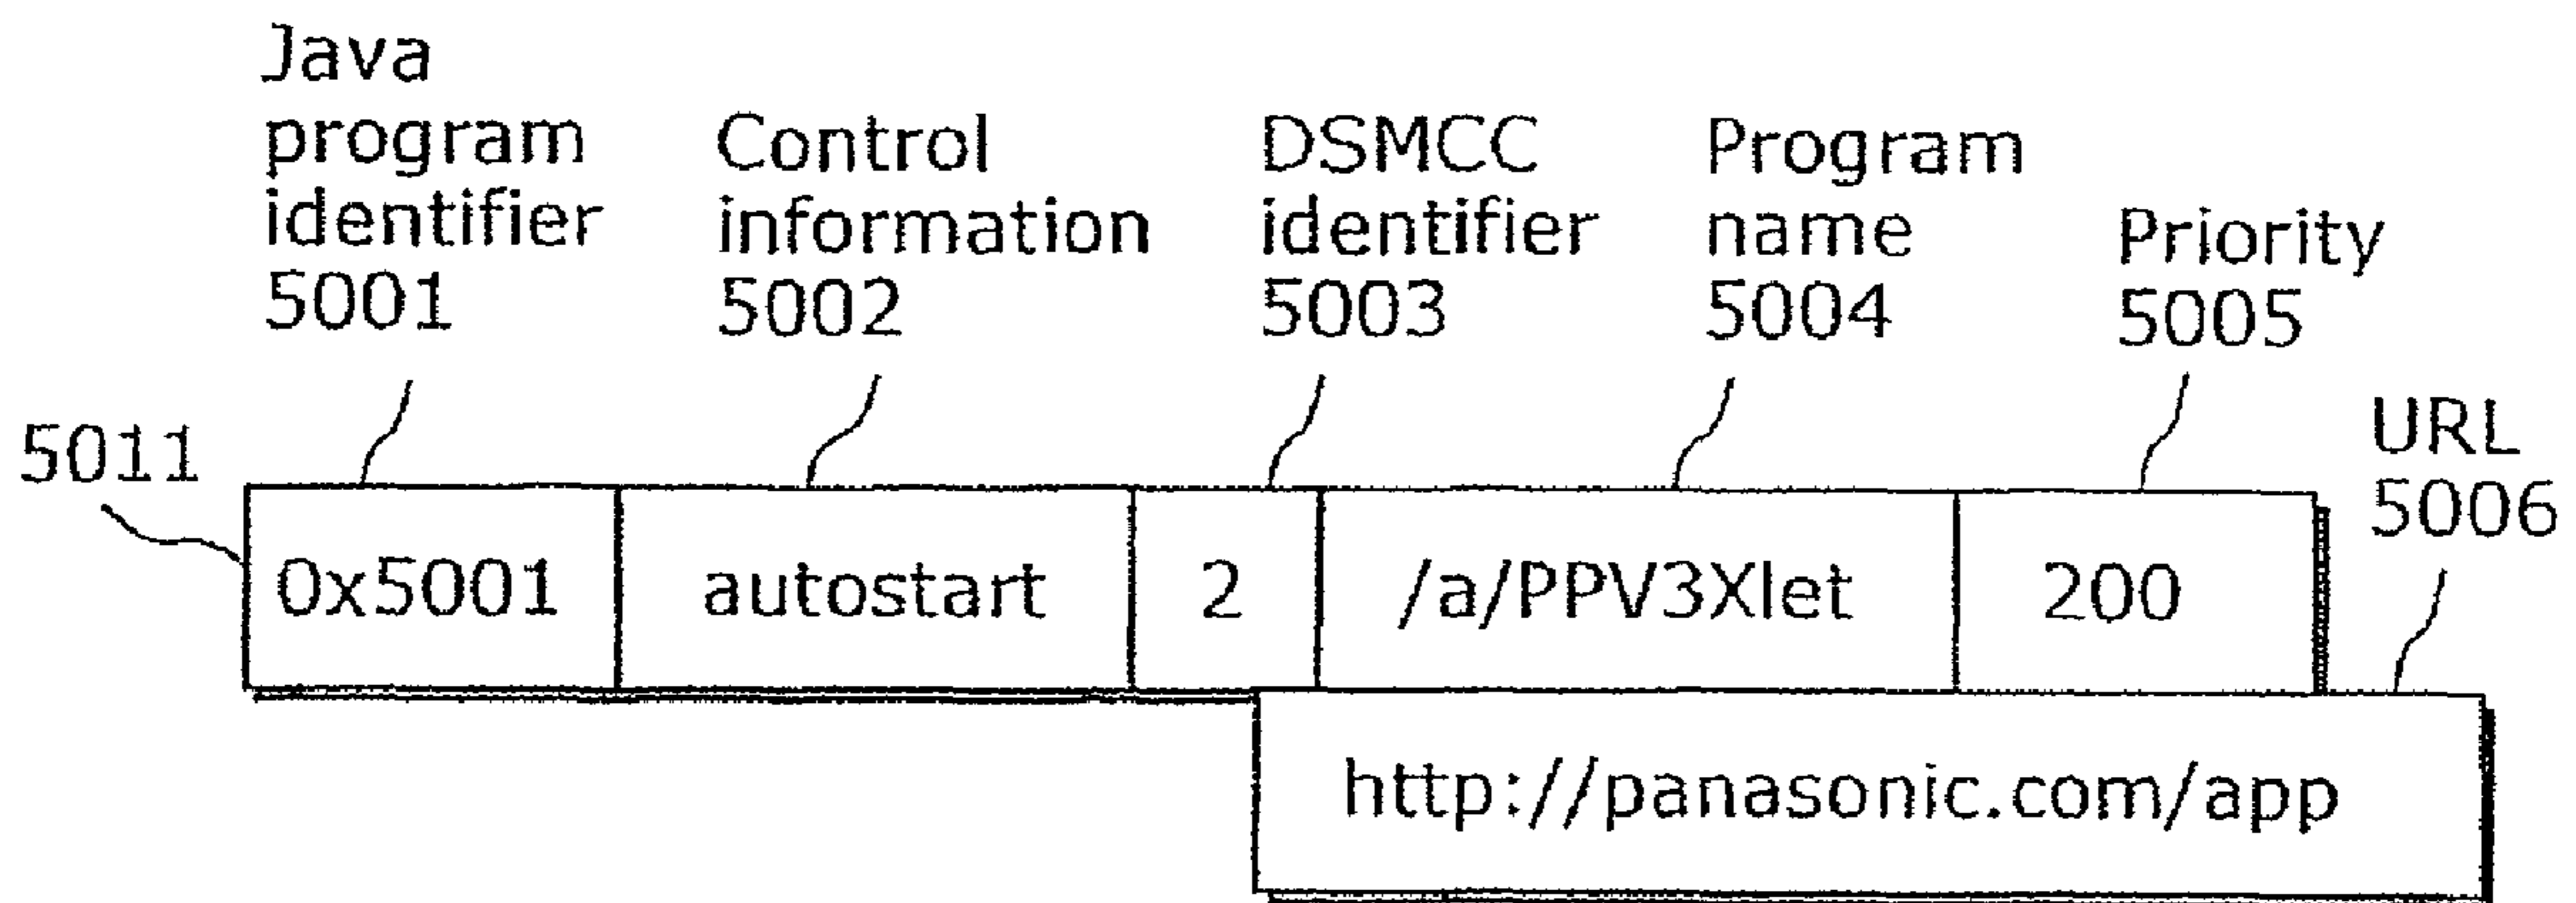 Java
program
identifier
5001
Control
information
5002
DSMCC
identifier
5003
Program
name
5004
Priority
5005
URL
5006
5011
0x5001
autostart
2
/a/PPV3Xlet
200
http://panasonic.com/app